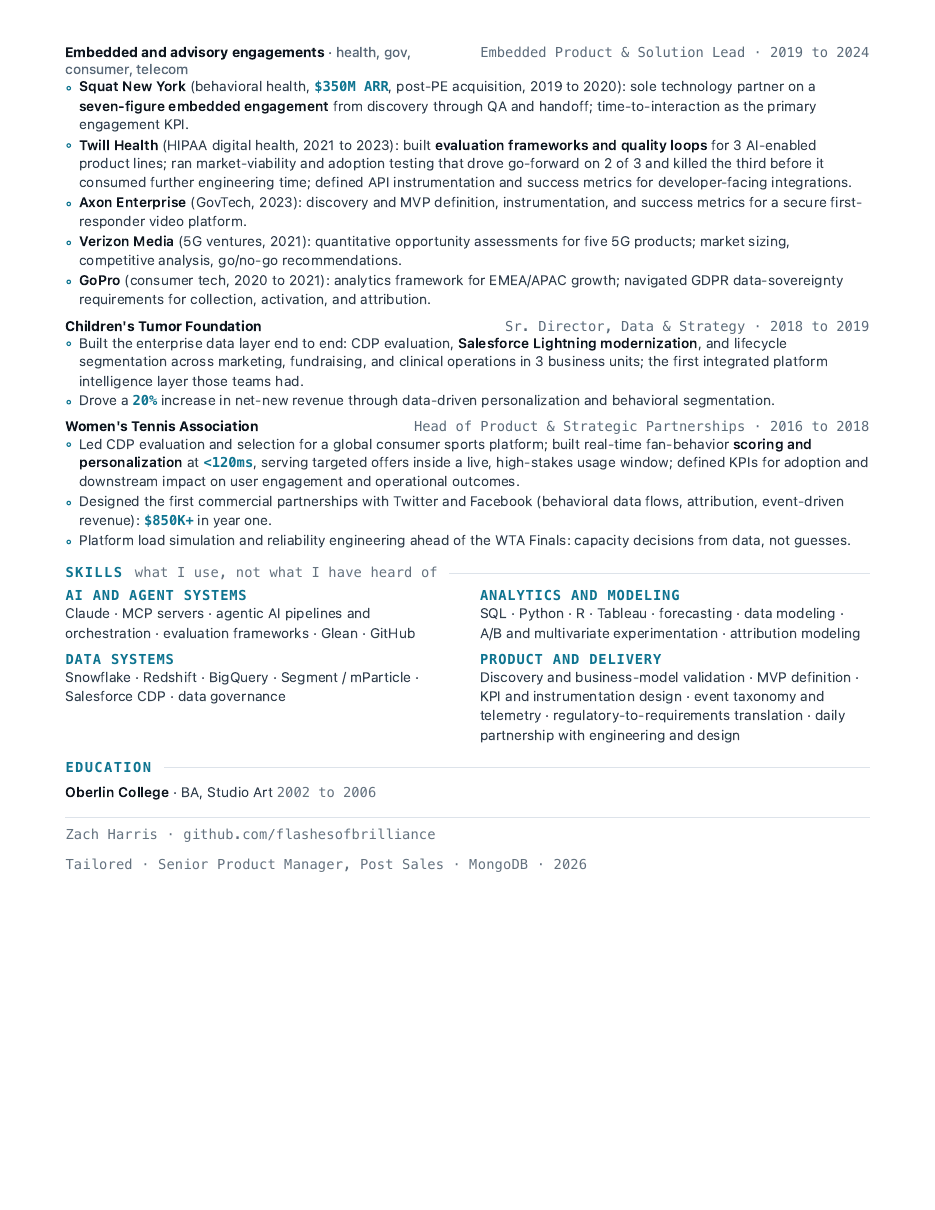 Embedded and advisory engagements · health, gov, consumer, telecom
Embedded Product & Solution Lead · 2019 to 2024
Squat New York (behavioral health, $350M ARR, post-PE acquisition, 2019 to 2020): sole technology partner on a
seven-figure embedded engagement from discovery through QA and handoff; time-to-interaction as the primary
engagement KPI.
Twill Health (HIPAA digital health, 2021 to 2023): built evaluation frameworks and quality loops for 3 AI-enabled
product lines; ran market-viability and adoption testing that drove go-forward on 2 of 3 and killed the third before it
consumed further engineering time; defined API instrumentation and success metrics for developer-facing integrations.
Axon Enterprise (GovTech, 2023): discovery and MVP definition, instrumentation, and success metrics for a secure first-
responder video platform.
Verizon Media (5G ventures, 2021): quantitative opportunity assessments for five 5G products; market sizing,
competitive analysis, go/no-go recommendations.
GoPro (consumer tech, 2020 to 2021): analytics framework for EMEA/APAC growth; navigated GDPR data-sovereignty
requirements for collection, activation, and attribution.
Children's Tumor Foundation
Sr. Director, Data & Strategy · 2018 to 2019
Built the enterprise data layer end to end: CDP evaluation, Salesforce Lightning modernization, and lifecycle
segmentation across marketing, fundraising, and clinical operations in 3 business units; the first integrated platform
intelligence layer those teams had.
Drove a 20% increase in net-new revenue through data-driven personalization and behavioral segmentation.
Women's Tennis Association
Head of Product & Strategic Partnerships · 2016 to 2018
Led CDP evaluation and selection for a global consumer sports platform; built real-time fan-behavior scoring and
personalization at <120ms, serving targeted offers inside a live, high-stakes usage window; defined KPIs for adoption and
downstream impact on user engagement and operational outcomes.
Designed the first commercial partnerships with Twitter and Facebook (behavioral data flows, attribution, event-driven
revenue): $850K+ in year one.
Platform load simulation and reliability engineering ahead of the WTA Finals: capacity decisions from data, not guesses.
SKILLS what I use, not what I have heard of
AI AND AGENT SYSTEMS
Claude · MCP servers · agentic AI pipelines and
orchestration · evaluation frameworks · Glean · GitHub
ANALYTICS AND MODELING
SQL · Python · R · Tableau · forecasting · data modeling ·
A/B and multivariate experimentation · attribution modeling
DATA SYSTEMS
Snowflake · Redshift · BigQuery · Segment / mParticle ·
Salesforce CDP · data governance
PRODUCT AND DELIVERY
Discovery and business-model validation · MVP definition ·
KPI and instrumentation design · event taxonomy and
telemetry · regulatory-to-requirements translation · daily
partnership with engineering and design
EDUCATION
Oberlin College · BA, Studio Art 2002 to 2006
Zach Harris · github.com/flashesofbrilliance
Tailored · Senior Product Manager, Post Sales · MongoDB · 2026